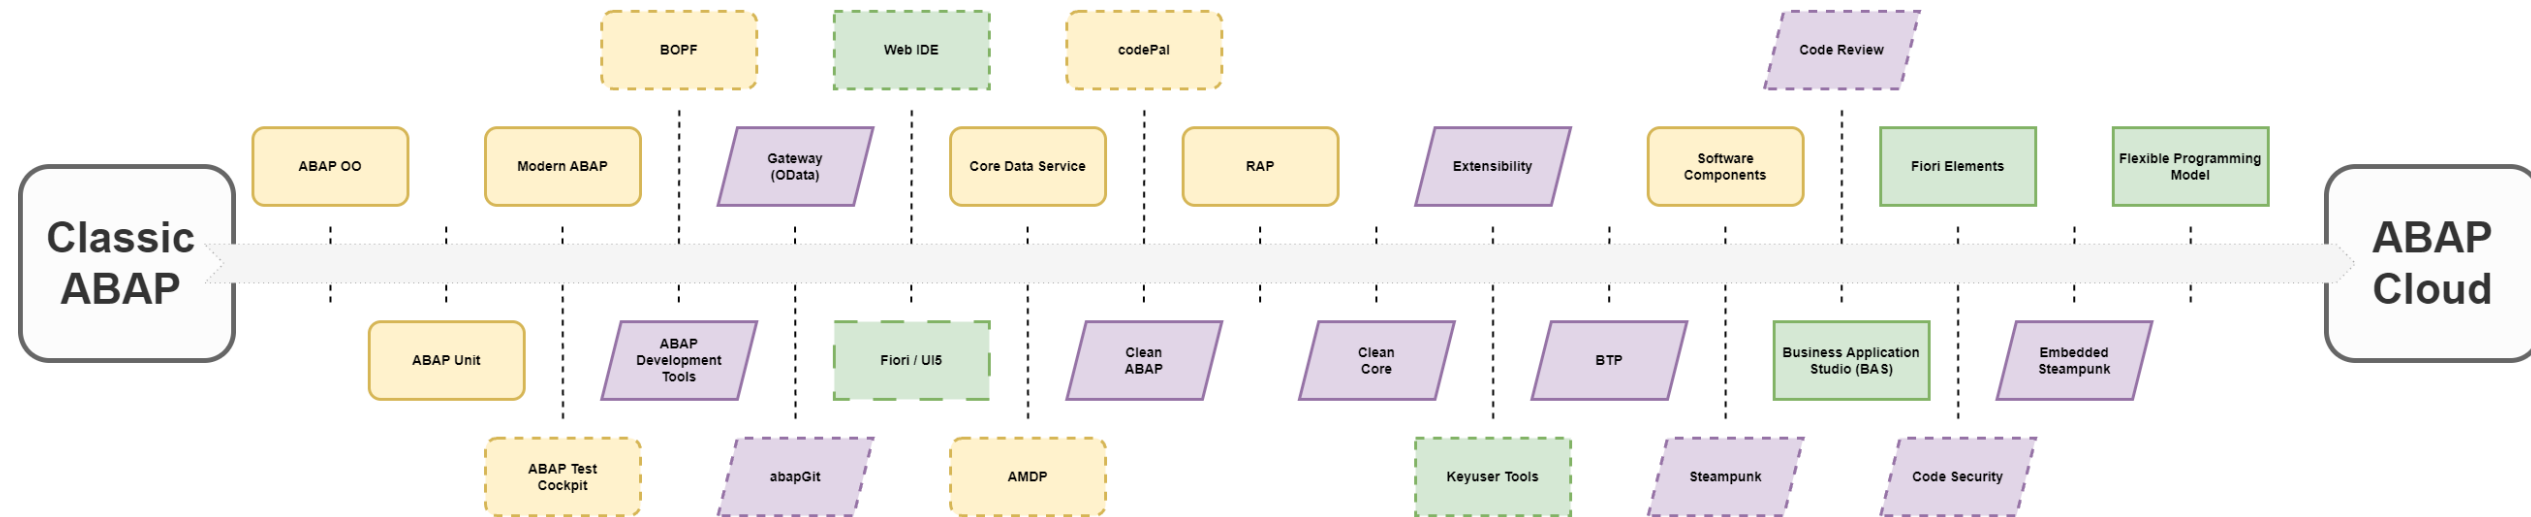 BOPF
Web IDE
codePal
Code Review
ABAP OO
Modern ABAP
Gateway
(OData)
Core Data Service
RAP
Extensibility
Software
Components
Fiori Elements
Flexible Programming
Model
Classic
ABAP
ABAP
Cloud
ABAP Unit
ABAP
Development
Tools
Fiori / UI5
Clean
ABAP
Clean
Core
BTP
Business Application
Studio (BAS)
Embedded
Steampunk
ABAP Test
Cockpit
abapGit
AMDP
Keyuser Tools
Steampunk
Code Security